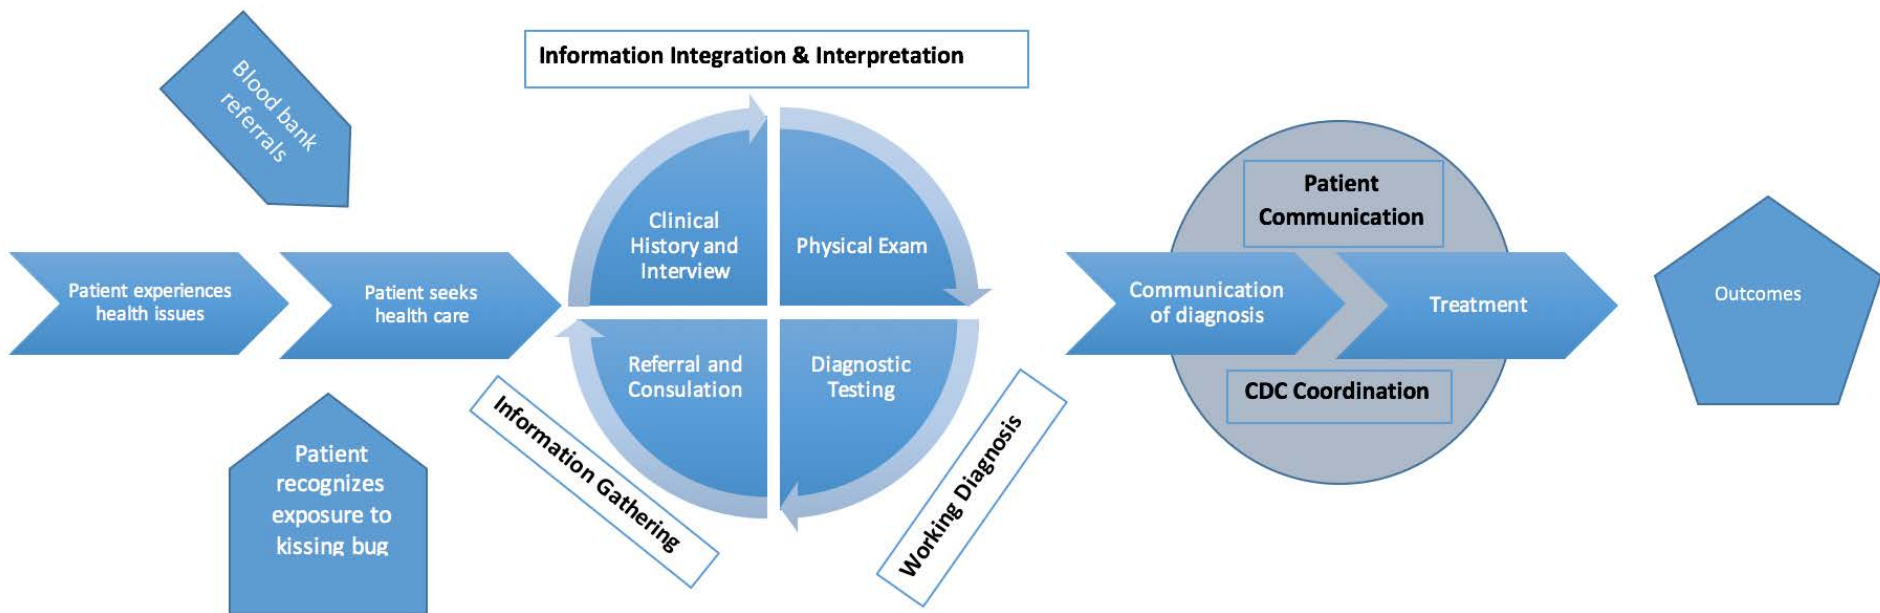 Blood bank
referrals
Information Integration & Interpretation
Patient experiences
health issues
Patient seeks
health care
Patient
recognizes
exposure to
kissing bug
Clinical
History and
Interview
Physical Exam
Referral and
Consulation
Diagnostic
Testing
Information Gathering
Working Diagnosis
Patient
Communication
Communication
of diagnosis
Treatment
CDC Coordination
Outcomes